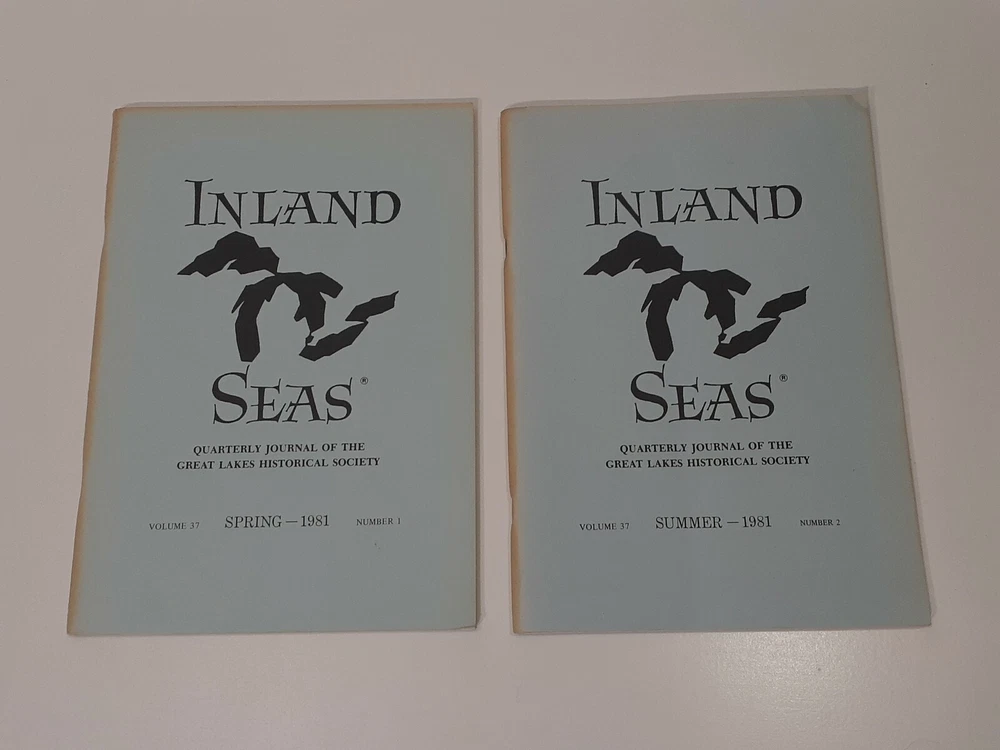 INLAND
SEAS®
QUARTERLY JOURNAL OF THE
GREAT LAKES HISTORICAL SOCIETY
VOLUME 37 SPRING — 1981 NUMBER 1
INLAND
SEAS®
QUARTERLY JOURNAL OF THE
GREAT LAKES HISTORICAL SOCIETY
VOLUME 37 SUMMER — 1981 NUMBER 2